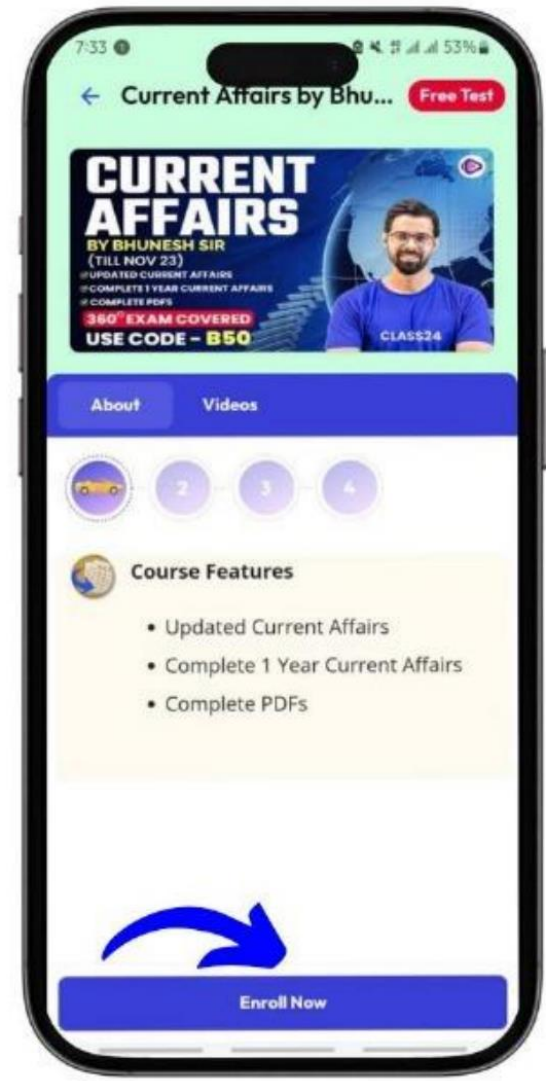 7:33
53%
Current Affairs by Bhu...
Free Test
CURRENT
AFFAIRS
BY BHUNESH SIR
(TILL NOV 23)
UPDATED CURRENT AFFAIRS
COMPLETE 1 YEAR CURRENT AFFAIRS
COMPLETE PDFS
360° EXAM COVERED
USE CODE - B50
CLASS24
About
Videos
2
3
4
Course Features
• Updated Current Affairs
• Complete 1 Year Current Affairs
• Complete PDFs
Enroll Now